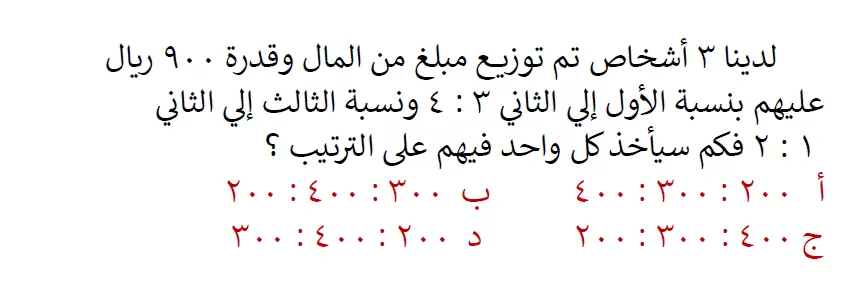 لدينا ٣ أشخاص تم توزيع مبلغ من المال وقدرة ٩٠٠ ريال
عليهم بنسبة الأول إلي الثاني ٣ : ٤ ونسبة الثالث إلي الثاني
١ : ٢ فكم سيأخذ كل واحد فيهم على الترتيب ؟
أ ٢٠٠ : ٣٠٠ : ٤٠٠ ب ٣٠٠ : ٤٠٠ : ٢٠٠
ج ٤٠٠ : ٣٠٠ : ٢٠٠ د ٢٠٠ : ٤٠٠ : ٣٠٠